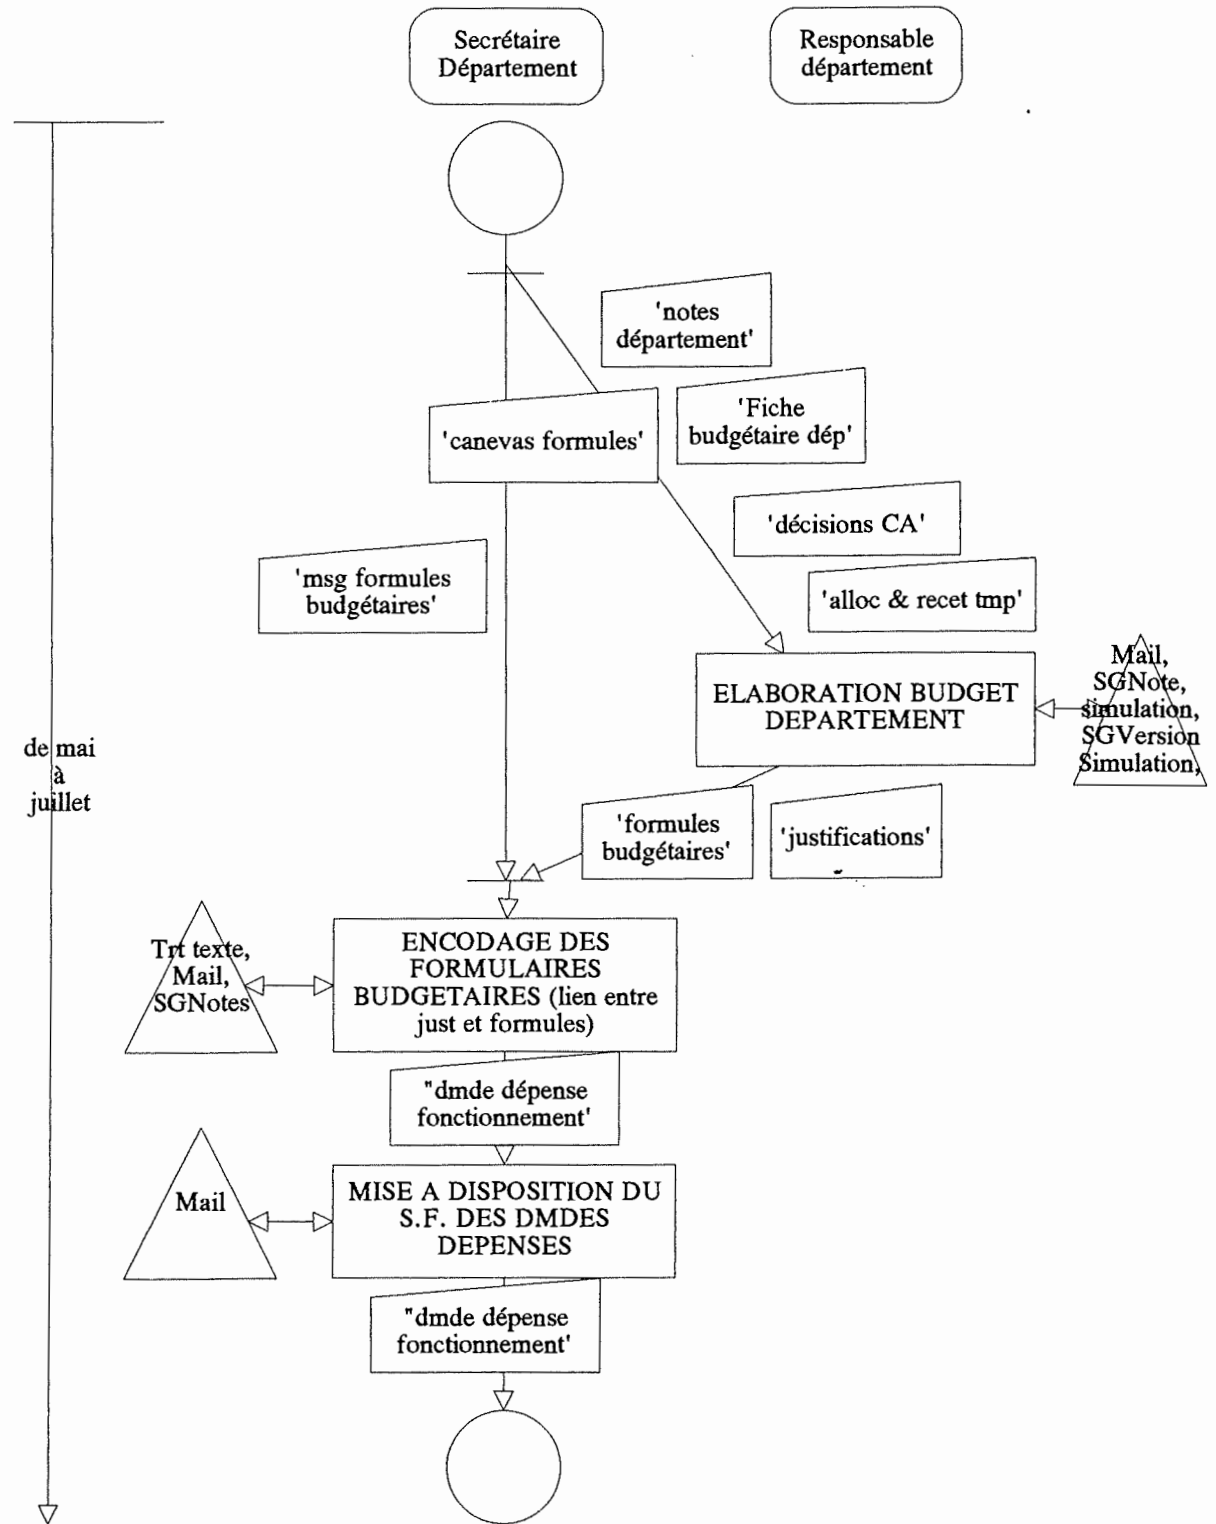 Secrétaire
Département
Responsable
département
'notes
département'
'Fiche
budgétaire dép'
'canevas formules'
'décisions CA'
'msg formules
budgétaires'
'alloc & recet tmp'
ELABORATION BUDGET
DEPARTEMENT
Mail,
SGNote,
simulation,
SGVersion
Simulation,
de mai
à
juillet
'formules
budgétaires'
'justifications'
Trt texte,
Mail,
SGNotes
ENCODAGE DES
FORMULAIRES
BUDGETAIRES (lien entre
just et formules)
"dmde dépense
fonctionnement'
Mail
MISE A DISPOSITION DU
S.F. DES DMDES
DEPENSES
"dmde dépense
fonctionnement'